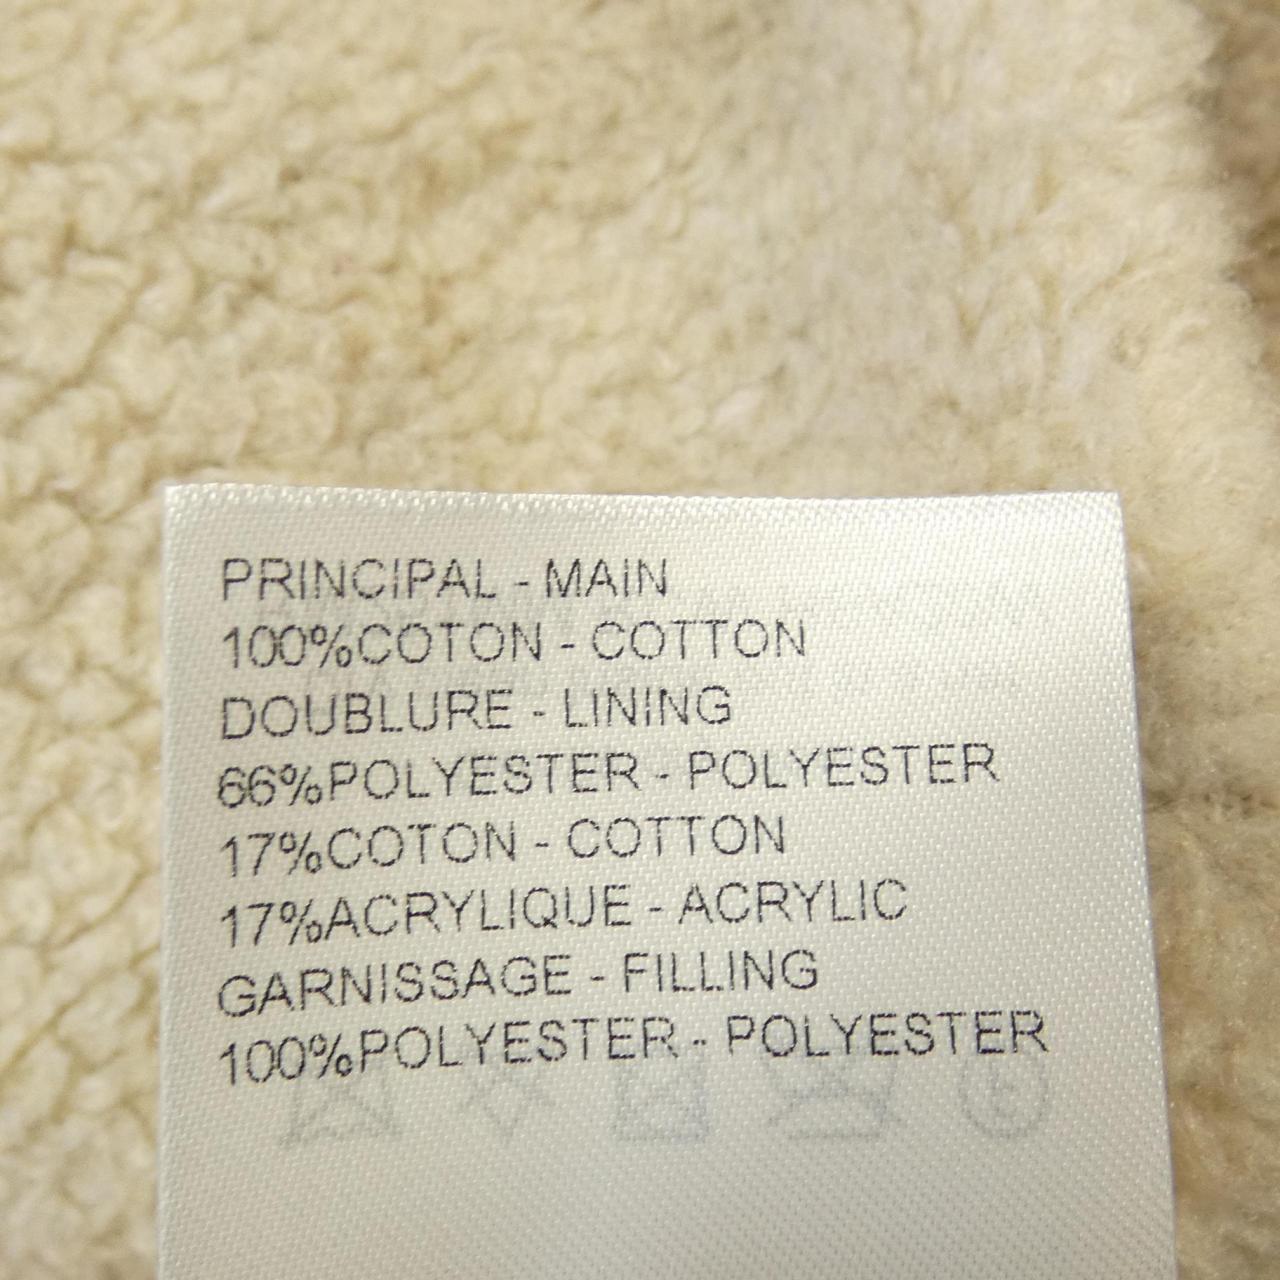 PRINCIPAL - MAIN
100%COTON - COTTON
DOUBLURE - LINING
66%POLYESTER - POLYESTER
17%COTON - COTTON
17%ACRYLIQUE - ACRYLIC
GARNISSAGE - FILLING
100%POLYESTER - POLYESTER